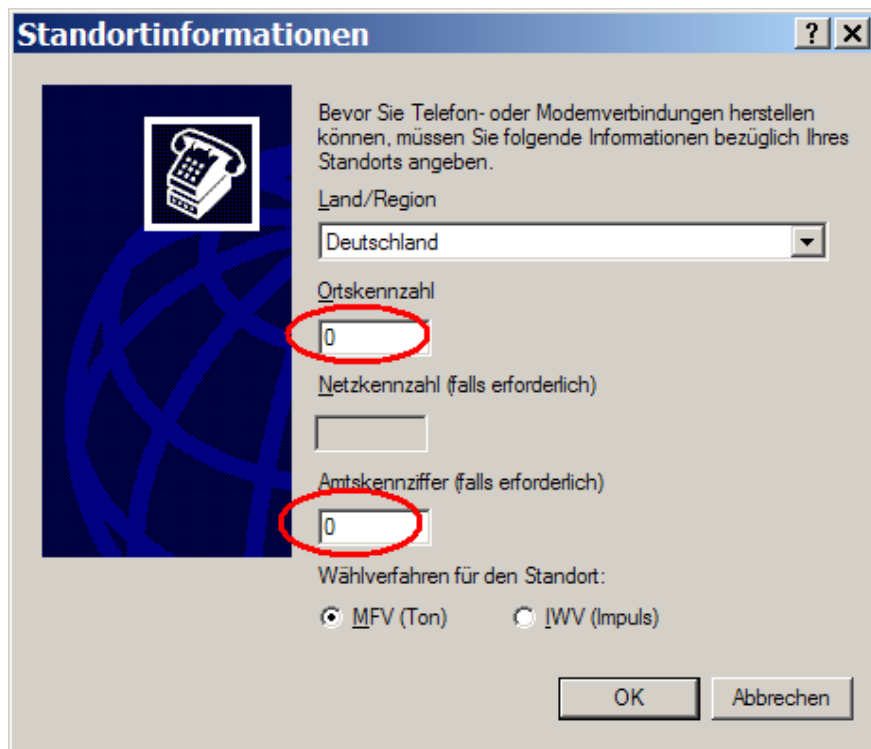 Standortinformationen
Bevor Sie Telefon- oder Modemverbindungen herstellen
können, müssen Sie folgende Informationen bezüglich Ihres
Standorts angeben.
Land/Region
Deutschland
Ortskennzahl
0
Netzkennzahl (falls erforderlich)
Amtskennziffer (falls erforderlich)
0
Wählverfahren für den Standort:
MFV (Ton) IWV (Impuls)
OK Abbrechen